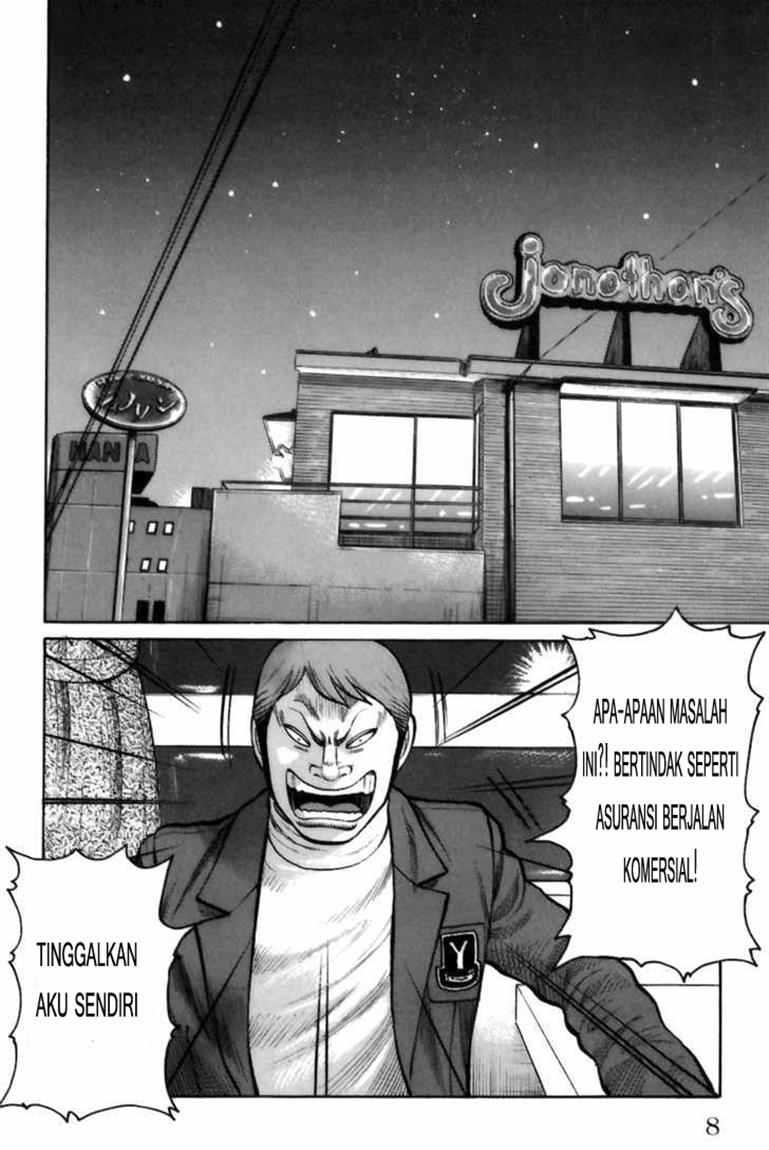 jonathan's
APA-APAAN MASALAH
INI?! BERTINDAK SEPERTI
ASURANSI BERJALAN
KOMERSIAL!
TINGGALKAN
AKU SENDIRI
Y
8